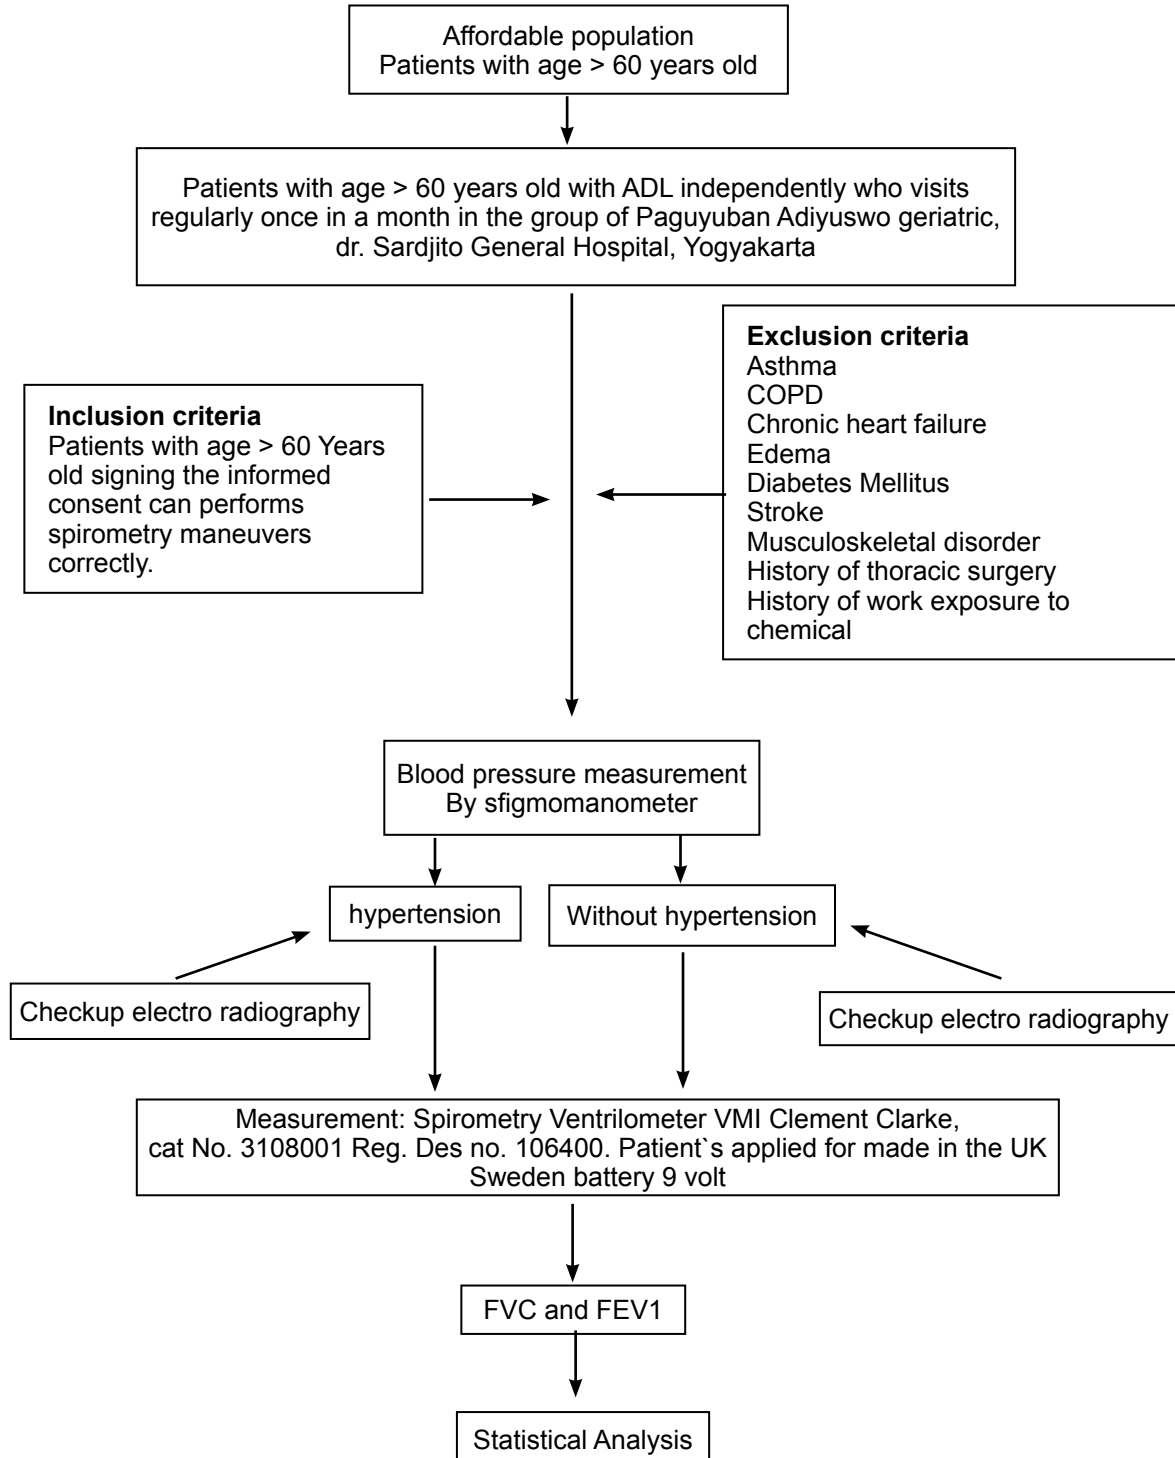 Affordable population
Patients with age > 60 years old
Patients with age > 60 years old with ADL independently who visits
regularly once in a month in the group of Paguyuban Adiyuswo geriatric,
dr. Sardjito General Hospital, Yogyakarta
Inclusion criteria
Patients with age > 60 Years
old signing the informed
consent can performs
spirometry maneuvers
correctly.
Exclusion criteria
Asthma
COPD
Chronic heart failure
Edema
Diabetes Mellitus
Stroke
Musculoskeletal disorder
History of thoracic surgery
History of work exposure to
chemical
Blood pressure measurement
By sfigmomanometer
hypertension
Without hypertension
Checkup electro radiography
Checkup electro radiography
Measurement: Spirometry Ventrilometer VMI Clement Clarke,
cat No. 3108001 Reg. Des no. 106400. Patient`s applied for made in the UK
Sweden battery 9 volt
FVC and FEV1
Statistical Analysis